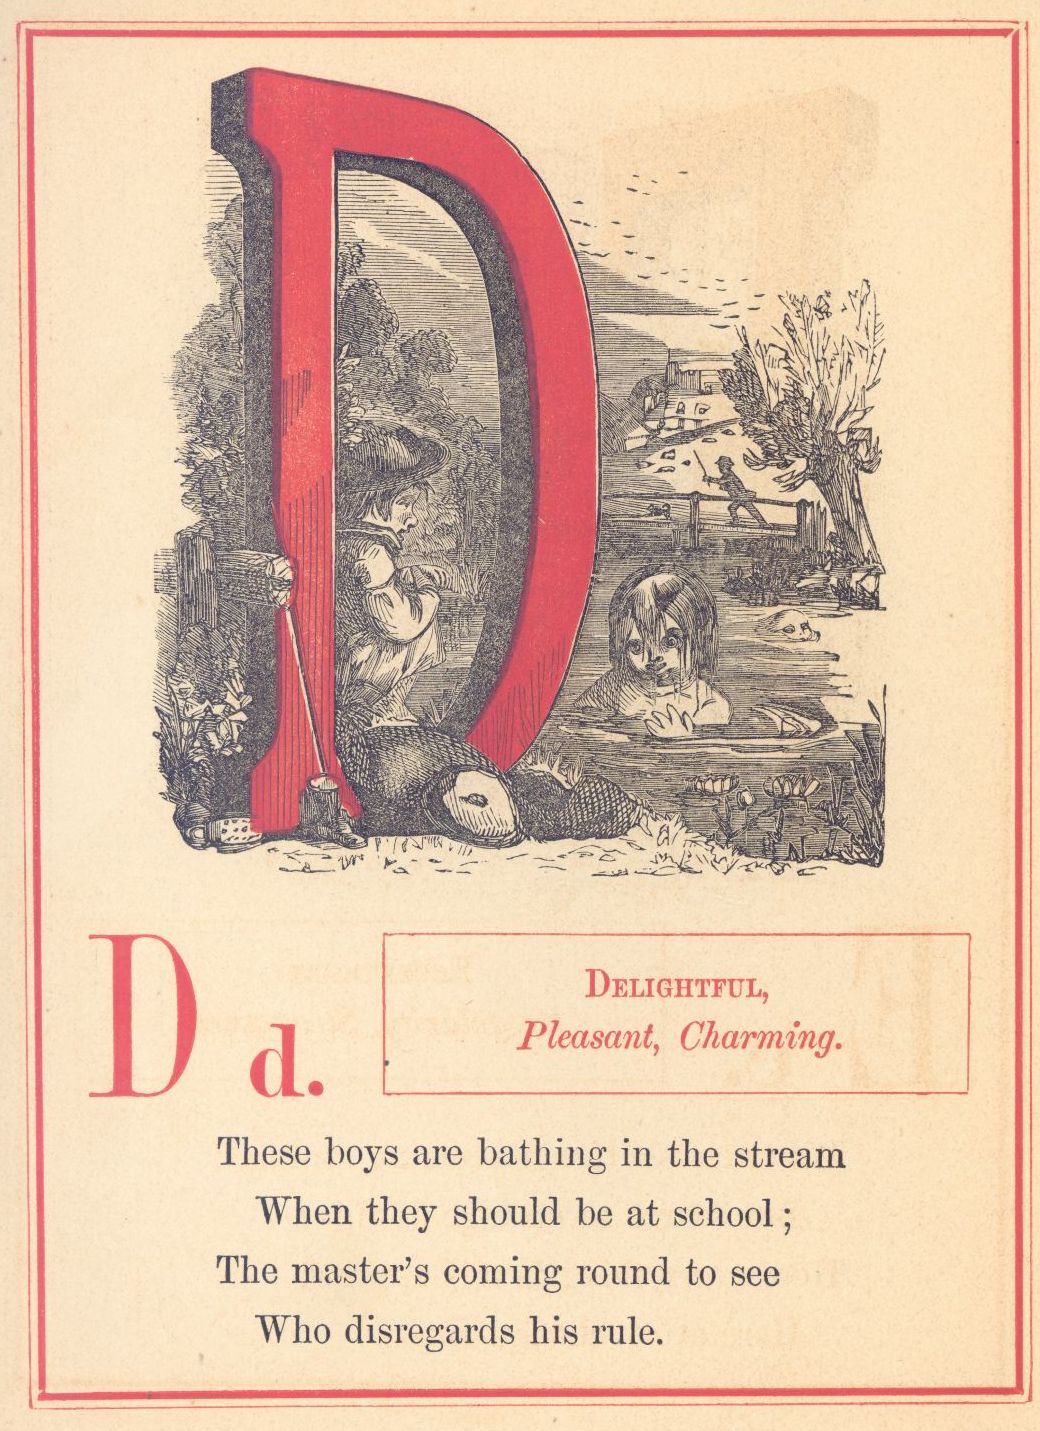 D
D d.
DELIGHTFUL,
Pleasant, Charming.
These boys are bathing in the stream
When they should be at school;
The master's coming round to see
Who disregards his rule.